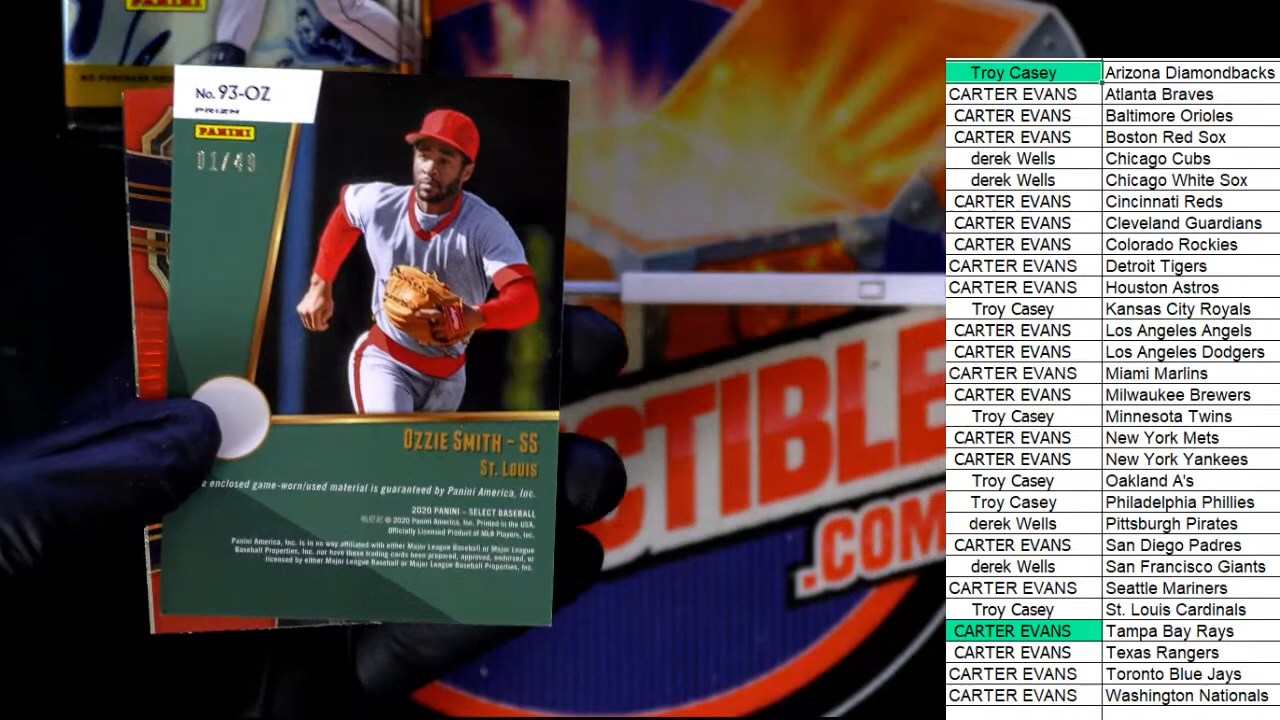 PANINI
No. 93-OZ
PRIZM
PANINI
01/49
OZZIE SMITH - SS
ST. LOUIS
e enclosed game-worn/used material is guaranteed by Panini America, Inc.
2020 PANINI – SELECT BASEBALL
© 2020 Panini America, Inc. Printed in the USA.
Officially Licensed Product of MLB Players, Inc.
Panini America, Inc. is in no way affiliated with either Major League Baseball or Major League
Baseball Properties, Inc. nor have these trading cards been prepared, approved, endorsed, or
licensed by either Major League Baseball or Major League Baseball Properties, Inc.
CTIBLE
.COM
Troy Casey Arizona Diamondbacks
CARTER EVANS Atlanta Braves
CARTER EVANS Baltimore Orioles
CARTER EVANS Boston Red Sox
derek Wells Chicago Cubs
derek Wells Chicago White Sox
CARTER EVANS Cincinnati Reds
CARTER EVANS Cleveland Guardians
CARTER EVANS Colorado Rockies
CARTER EVANS Detroit Tigers
CARTER EVANS Houston Astros
Troy Casey Kansas City Royals
CARTER EVANS Los Angeles Angels
CARTER EVANS Los Angeles Dodgers
CARTER EVANS Miami Marlins
CARTER EVANS Milwaukee Brewers
Troy Casey Minnesota Twins
CARTER EVANS New York Mets
CARTER EVANS New York Yankees
Troy Casey Oakland A's
Troy Casey Philadelphia Phillies
derek Wells Pittsburgh Pirates
CARTER EVANS San Diego Padres
derek Wells San Francisco Giants
CARTER EVANS Seattle Mariners
Troy Casey St. Louis Cardinals
CARTER EVANS Tampa Bay Rays
CARTER EVANS Texas Rangers
CARTER EVANS Toronto Blue Jays
CARTER EVANS Washington Nationals